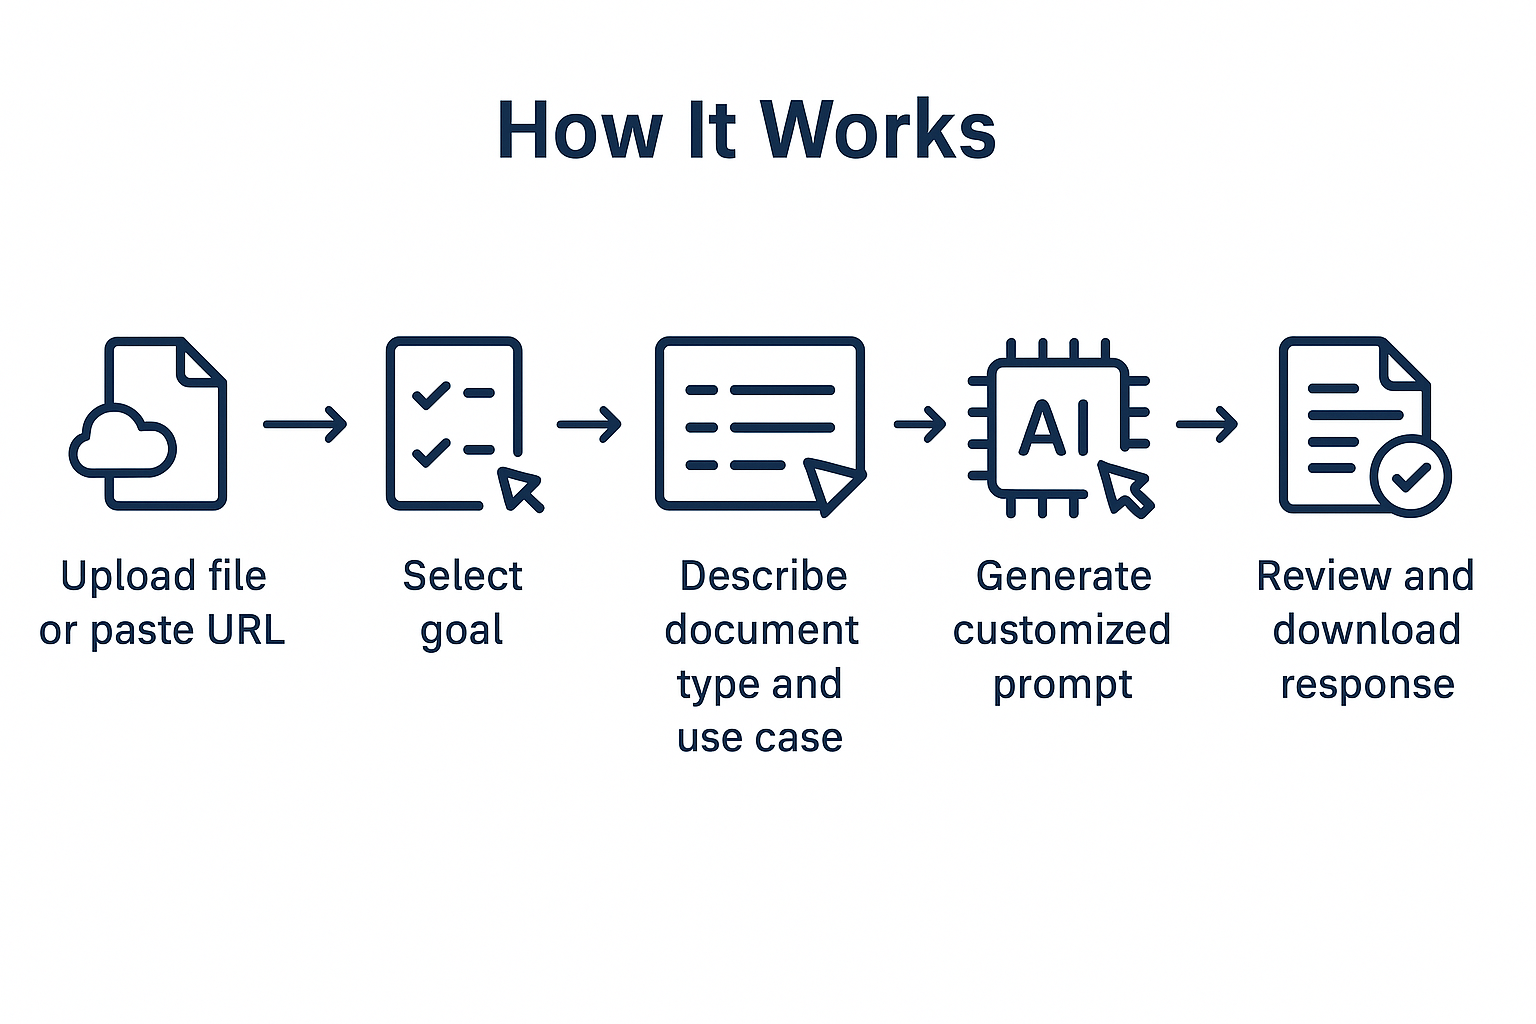 How It Works
AI
Upload file
or paste URL
Select
goal
Describe
document
type and
use case
Generate
customized
prompt
Review and
download
response